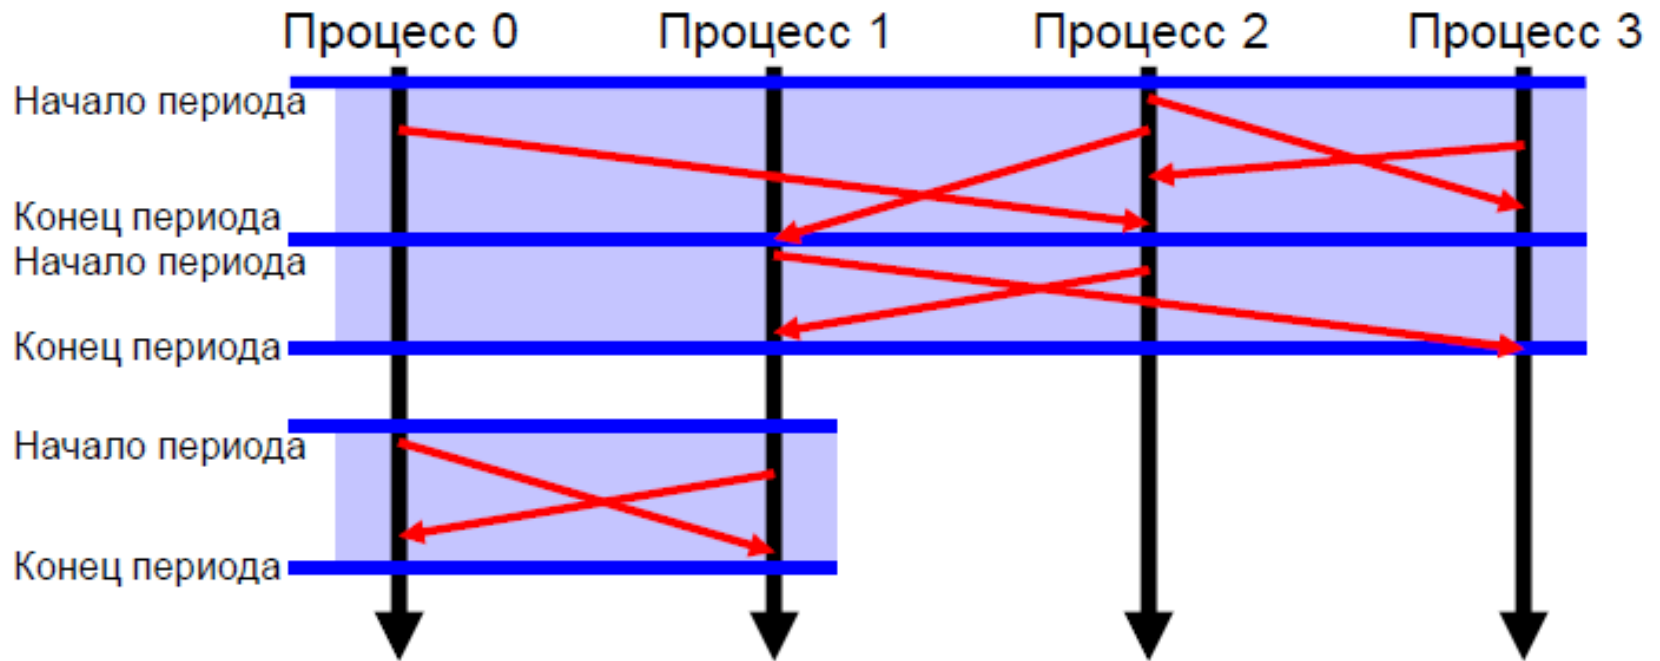 Процесс 0 Процесс 1 Процесс 2 Процесс 3
Начало периода
Конец периода
Начало периода
Конец периода
Начало периода
Конец периода